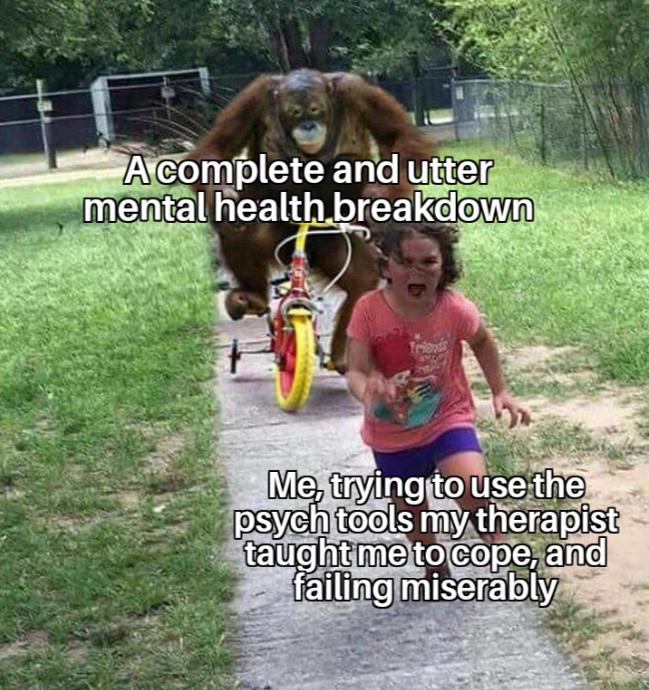 A complete and utter
mental health breakdown
Friends
Me, trying to use the
psych tools my therapist
taught me to cope, and
failing miserably